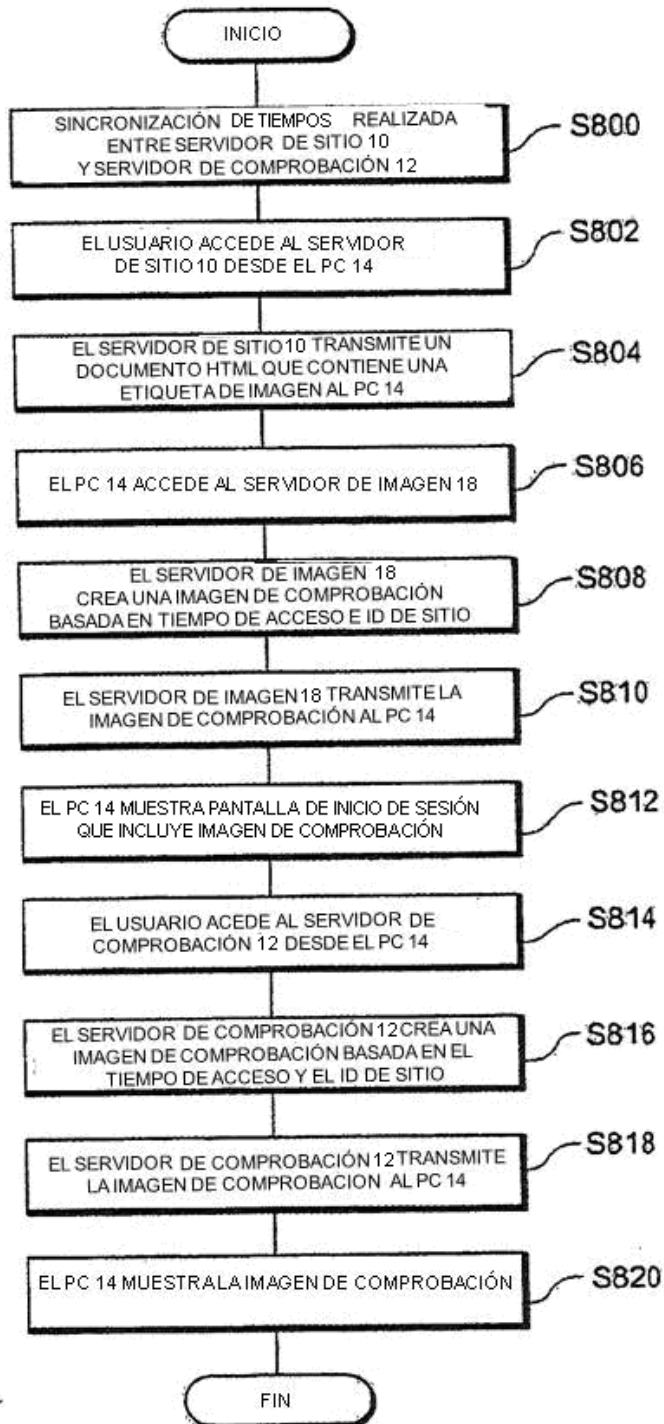 INICIO
SINCRONIZACIÓN DE TIEMPOS REALIZADA
ENTRE SERVIDOR DE SITIO 10
Y SERVIDOR DE COMPROBACIÓN 12
S800
EL USUARIO ACCEDE AL SERVIDOR
DE SITIO 10 DESDE EL PC 14
S802
EL SERVIDOR DE SITIO 10 TRANSMITE UN
DOCUMENTO HTML QUE CONTIENE UNA
ETIQUETA DE IMAGEN AL PC 14
S804
EL PC 14 ACCEDE AL SERVIDOR DE IMAGEN 18
S806
EL SERVIDOR DE IMAGEN 18
CREA UNA IMAGEN DE COMPROBACIÓN
BASADA EN TIEMPO DE ACCESO E ID DE SITIO
S808
EL SERVIDOR DE IMAGEN 18 TRANSMITE LA
IMAGEN DE COMPROBACIÓN AL PC 14
S810
EL PC 14 MUESTRA PANTALLA DE INICIO DE SESIÓN
QUE INCLUYE IMAGEN DE COMPROBACIÓN
S812
EL USUARIO ACEDE AL SERVIDOR DE
COMPROBACIÓN 12 DESDE EL PC 14
S814
EL SERVIDOR DE COMPROBACIÓN 12 CREA UNA
IMAGEN DE COMPROBACIÓN BASADA EN EL
TIEMPO DE ACCESO Y EL ID DE SITIO
S816
EL SERVIDOR DE COMPROBACIÓN 12 TRANSMITE
LA IMAGEN DE COMPROBACION AL PC 14
S818
EL PC 14 MUESTRA LA IMAGEN DE COMPROBACIÓN
S820
FIN